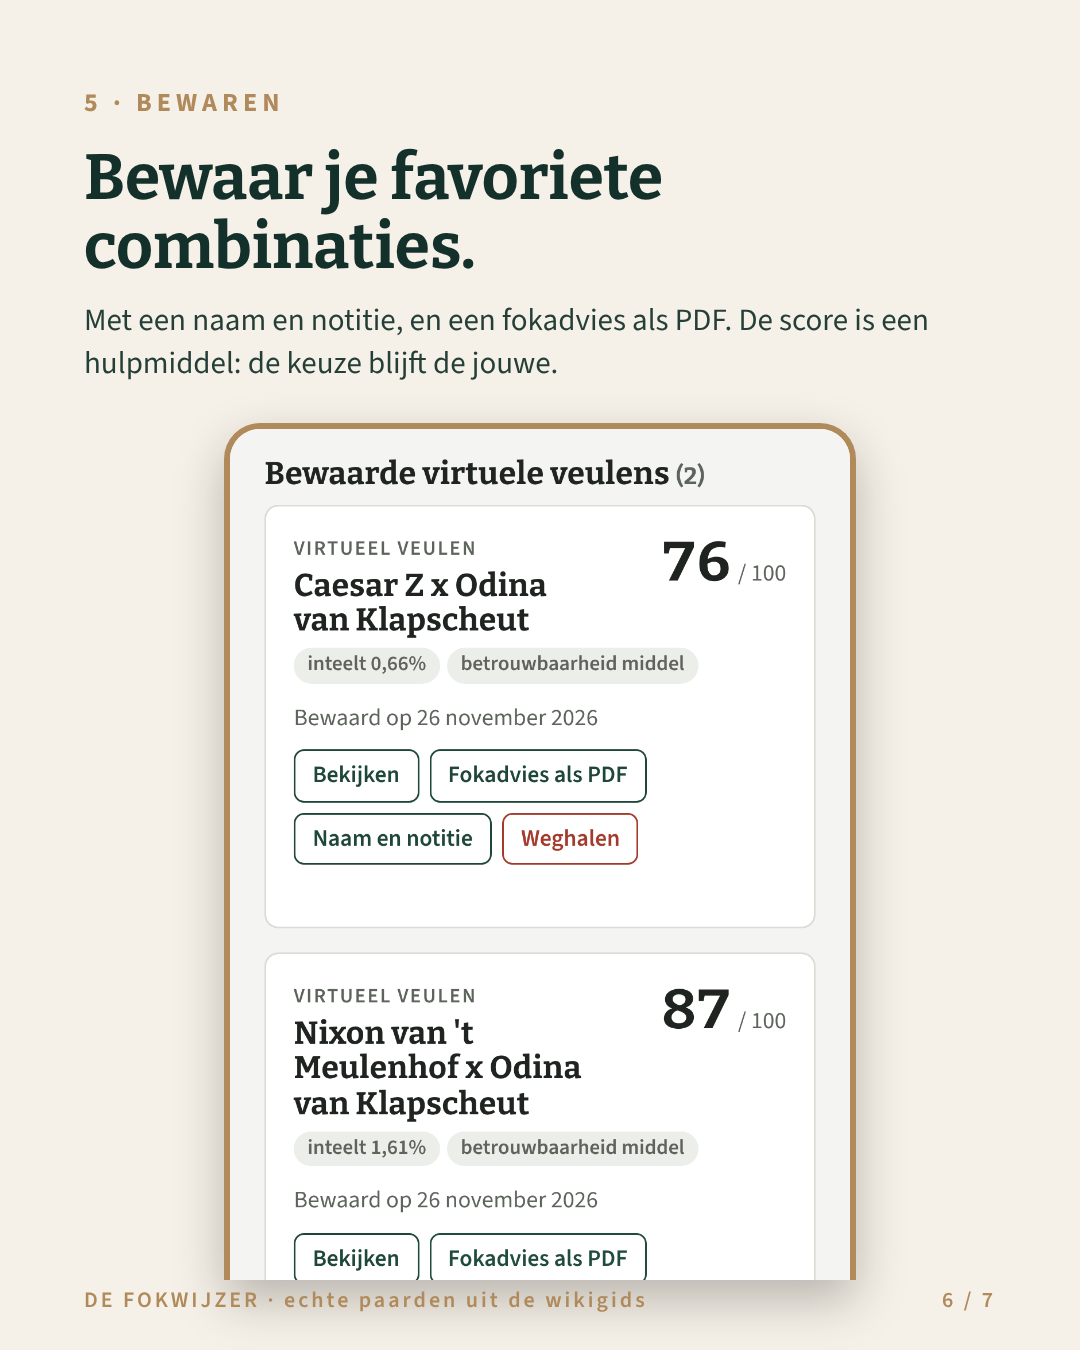 5 · BEWAREN
Bewaar je favoriete
combinaties.
Met een naam en notitie, en een fokadvies als PDF. De score is een
hulpmiddel: de keuze blijft de jouwe.
Bewaarde virtuele veulens (2)
VIRTUEEL VEULEN
76 / 100
Caesar Z x Odina
van Klapscheut
inteelt 0,66% betrouwbaarheid middel
Bewaard op 26 november 2026
Bekijken Fokadvies als PDF
Naam en notitie Weghalen
VIRTUEEL VEULEN
87 / 100
Nixon van 't
Meulenhof x Odina
van Klapscheut
inteelt 1,61% betrouwbaarheid middel
Bewaard op 26 november 2026
Bekijken Fokadvies als PDF
DE FOKWIJZER · echte paarden uit de wikigids 6 / 7